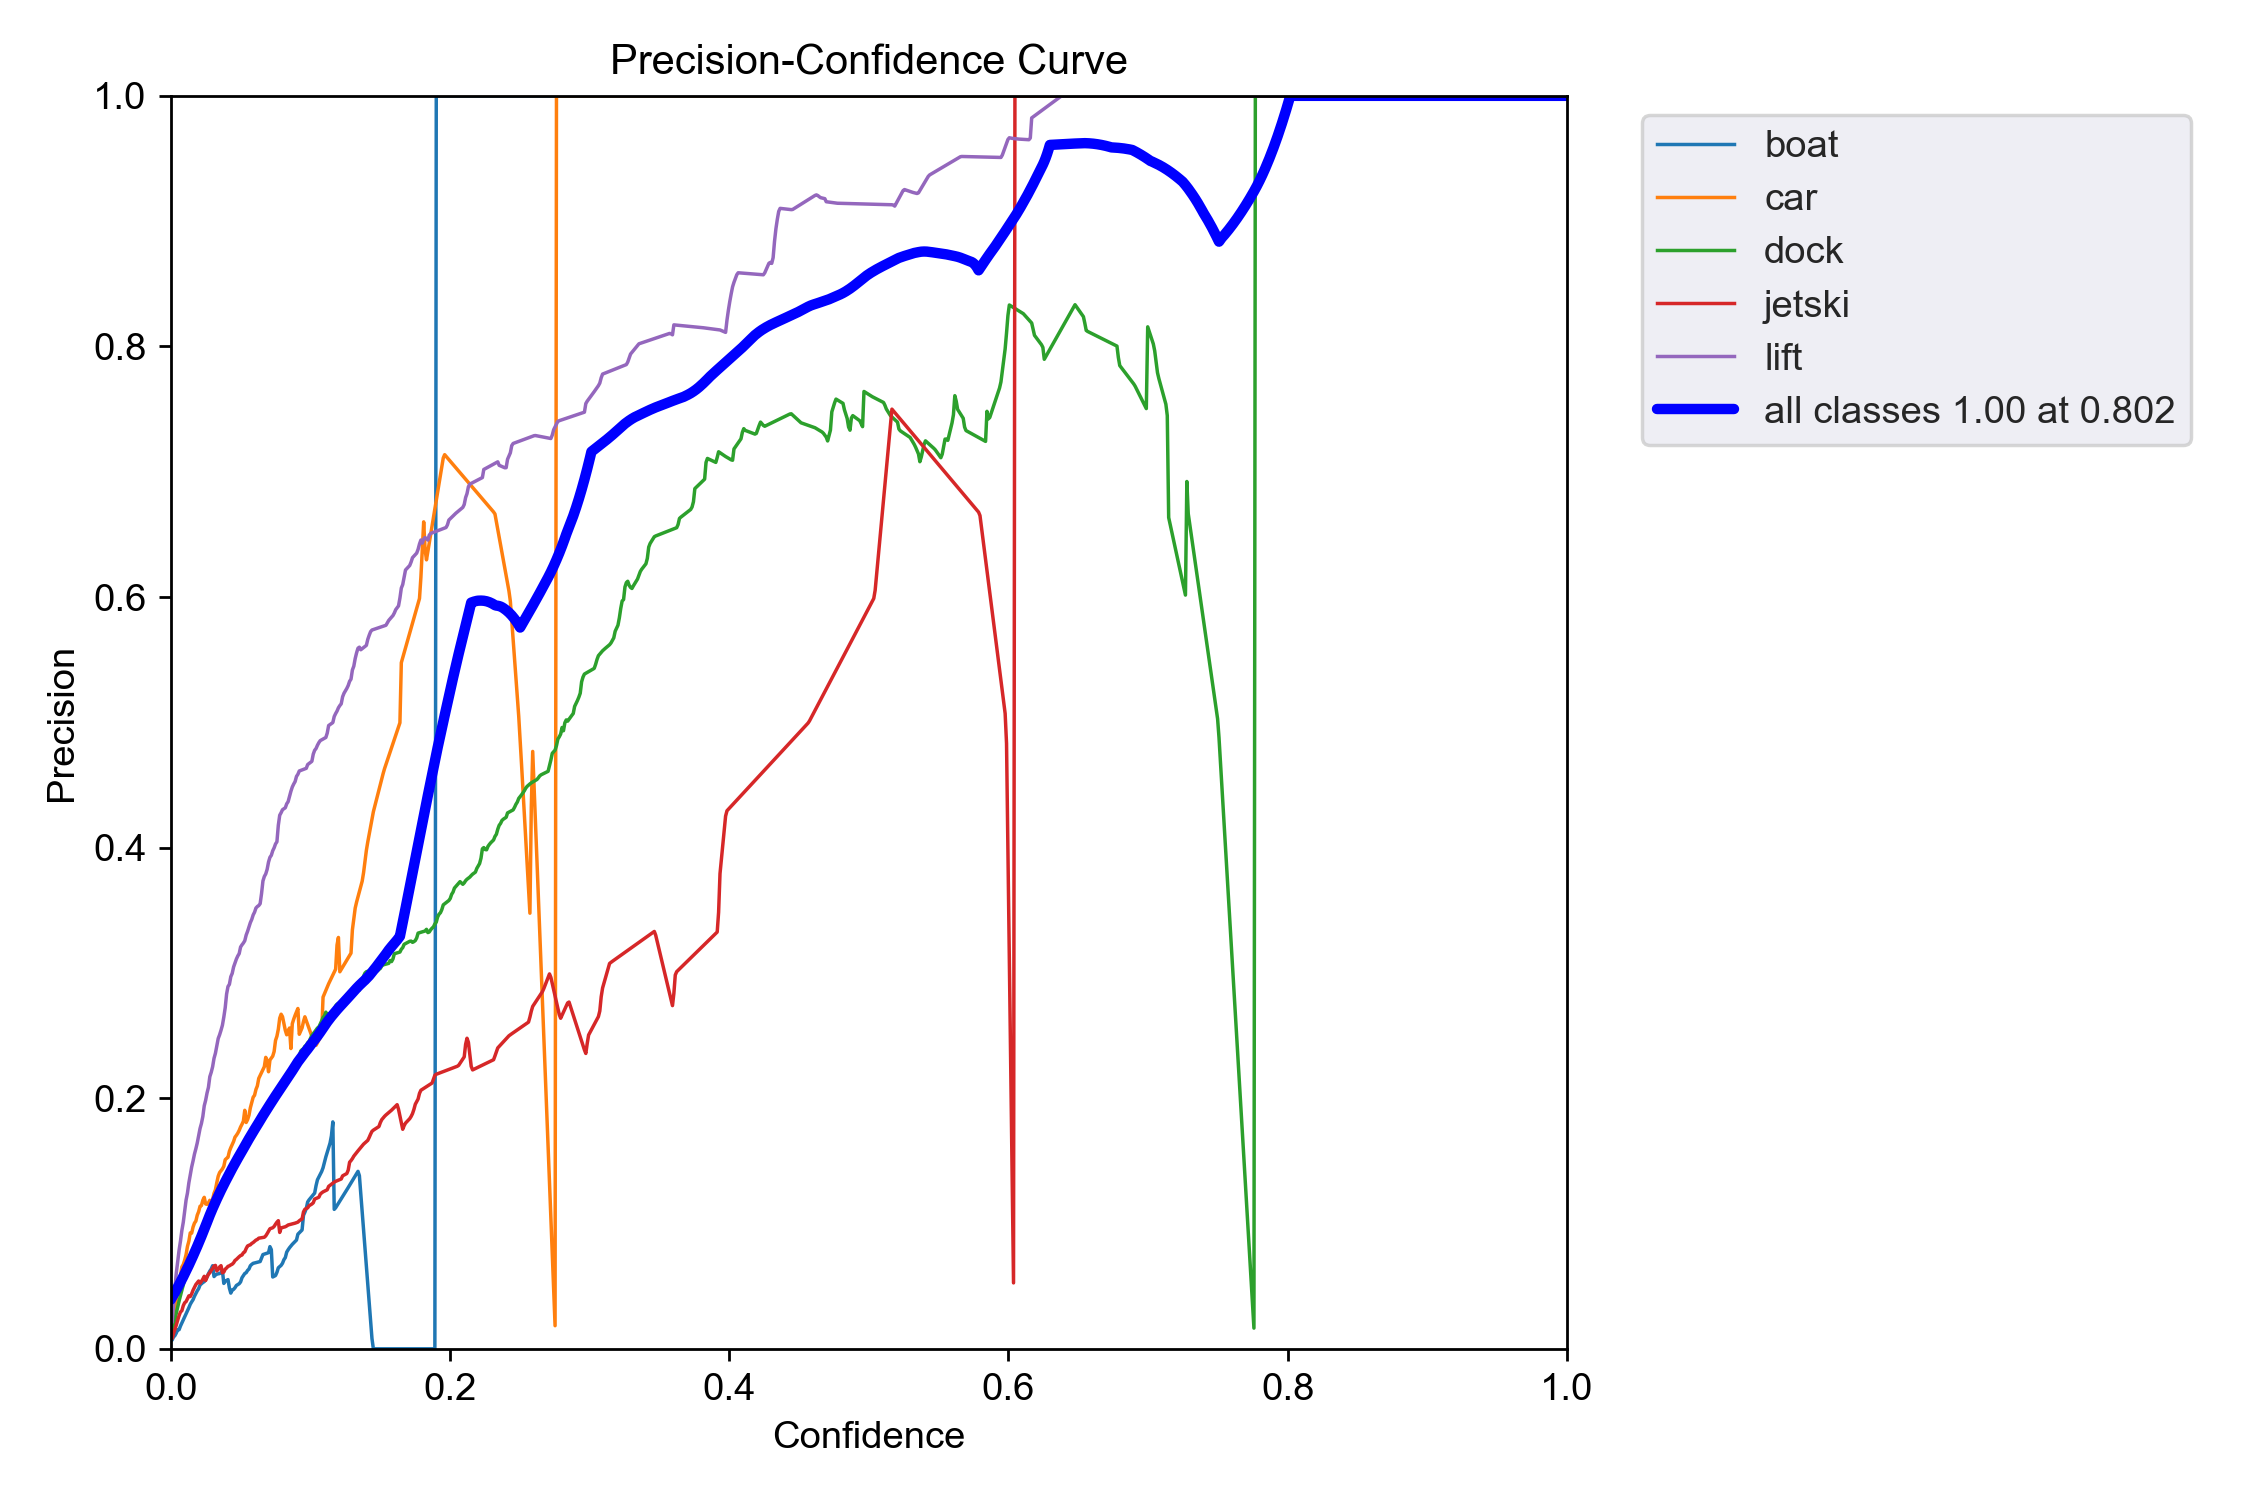 Precision-Confidence Curve
1.0
0.8
0.6
0.4
0.2
0.0
Precision
0.0 0.2 0.4 0.6 0.8 1.0
Confidence
boat
car
dock
jetski
lift
all classes 1.00 at 0.802